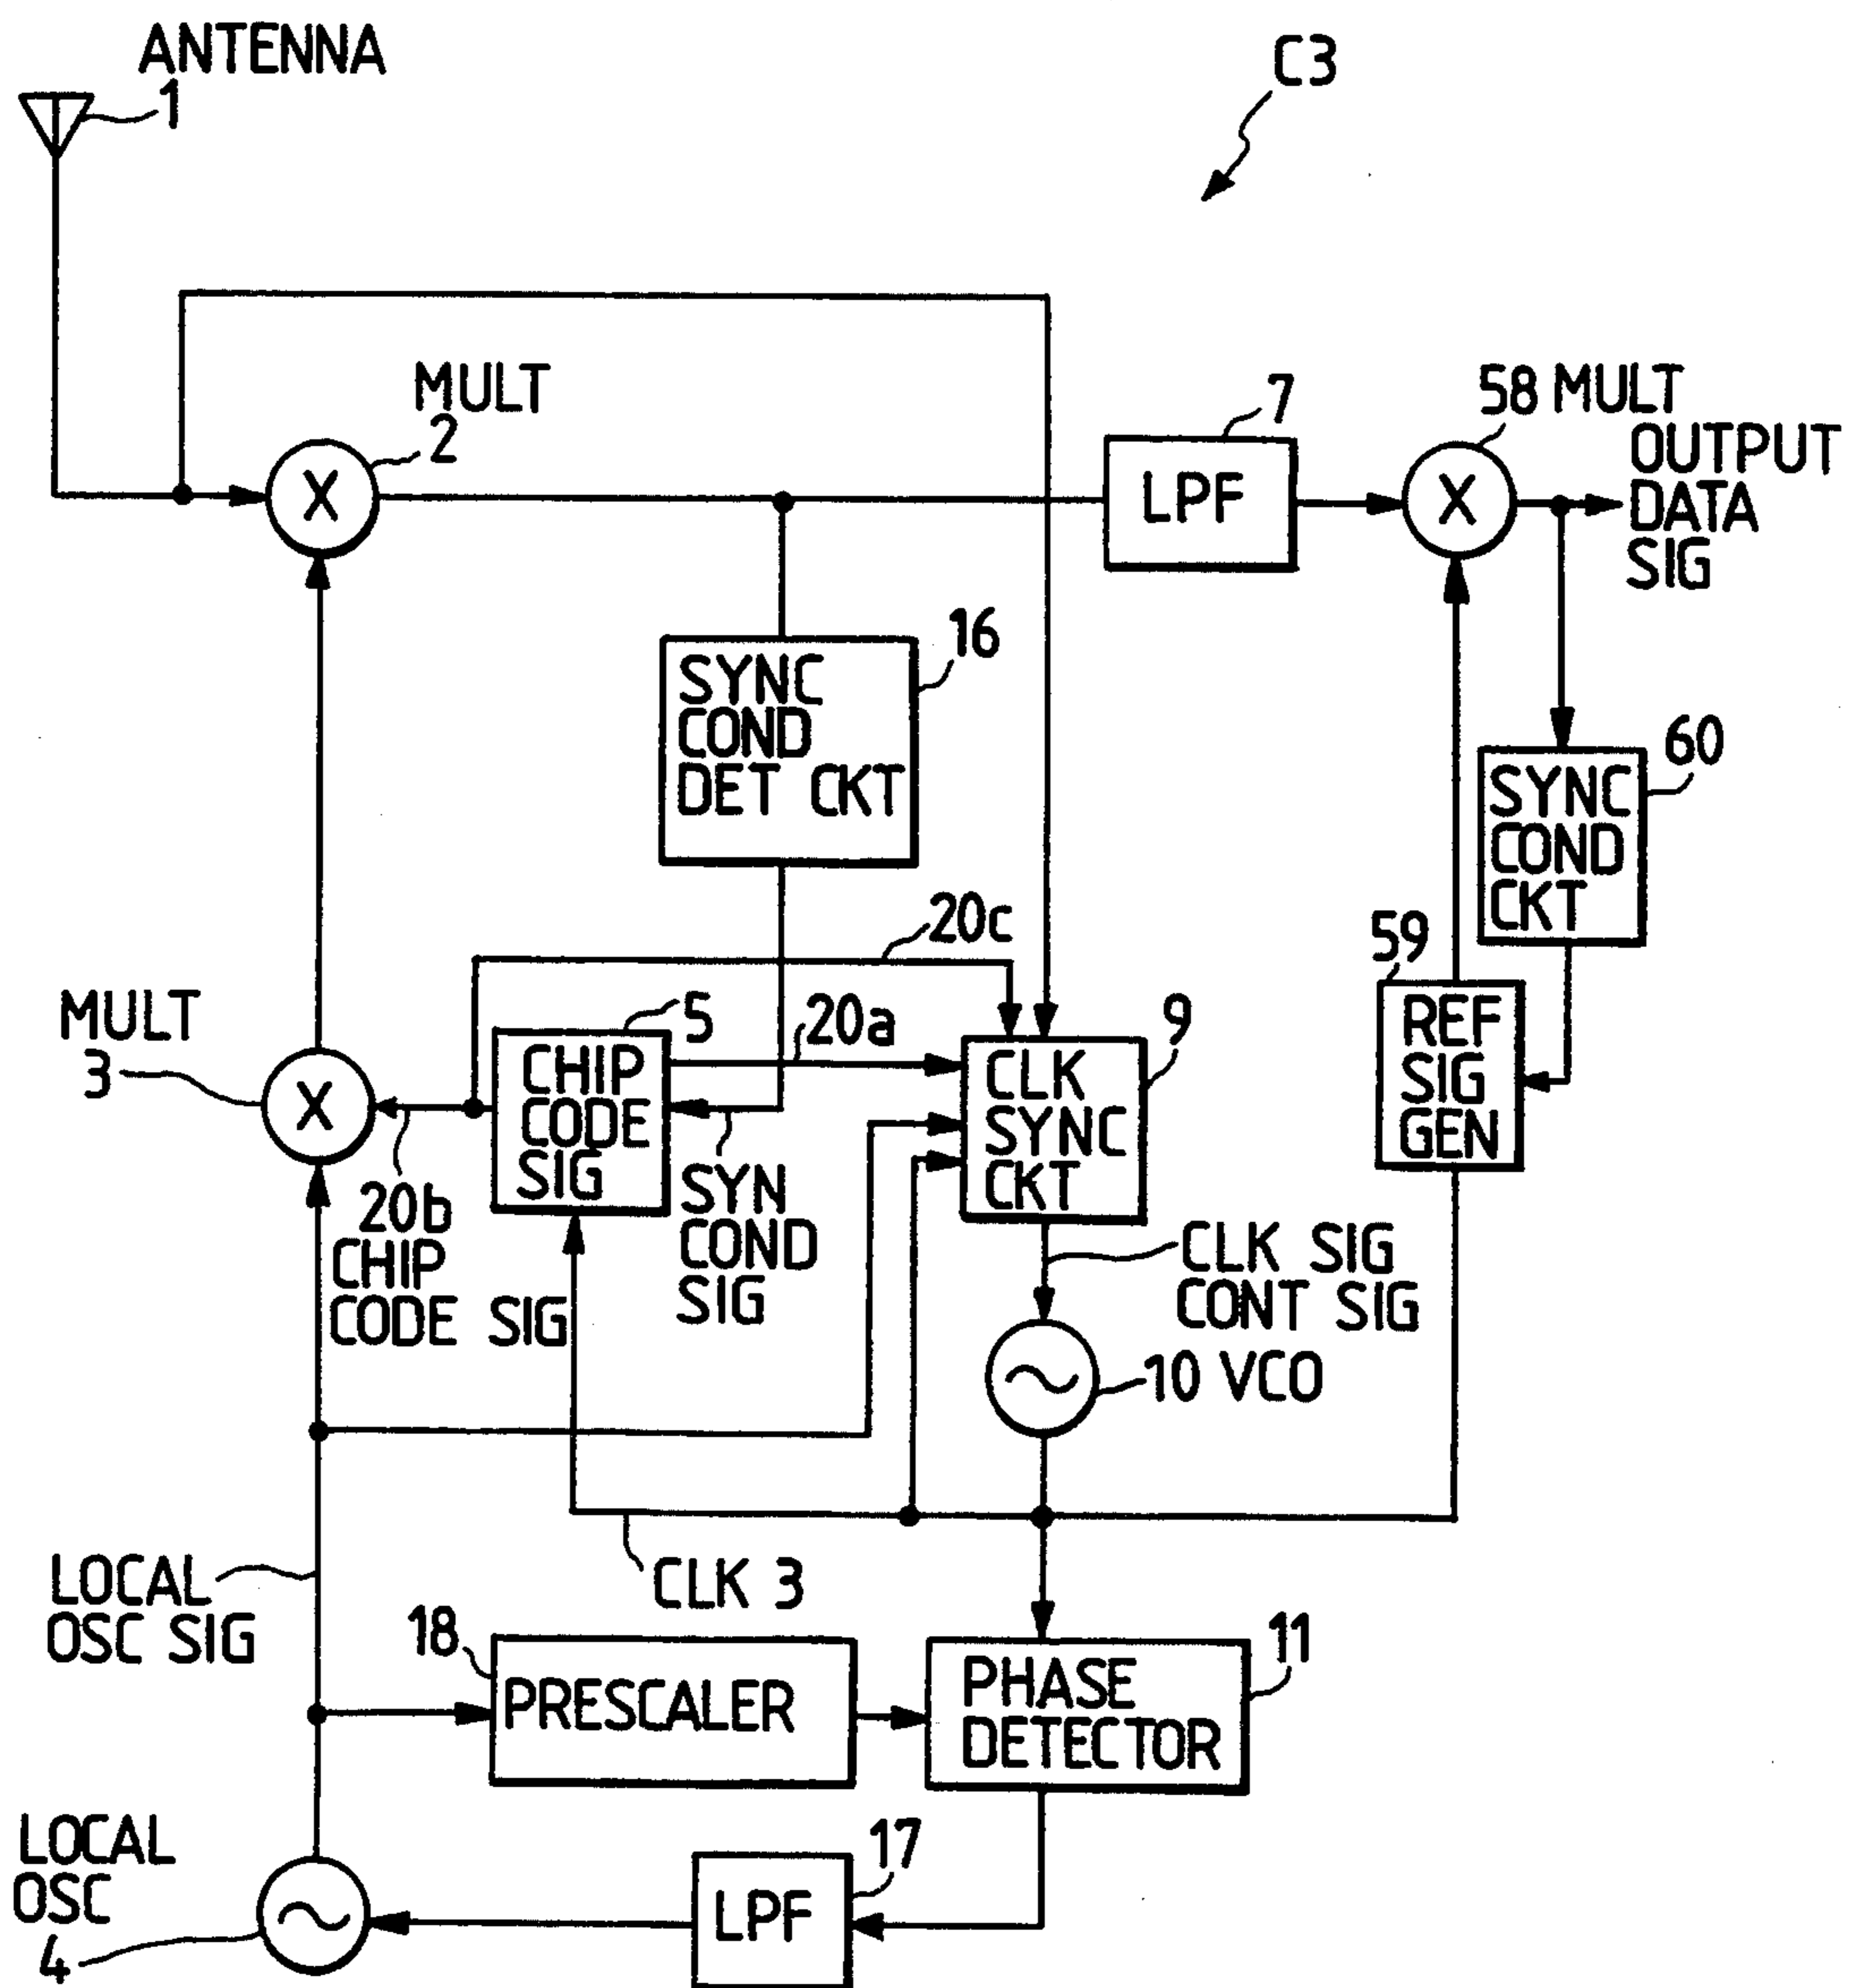 ANTENNA
1
C3
MULT
2
7
LPF
58 MULT
OUTPUT
DATA
SIG
X
X
16
SYNC
COND
DET CKT
60
SYNC
COND
CKT
20c
59
REF
SIG
GEN
MULT
3
X
5
CHIP
CODE
SIG
20a
9
CLK
SYNC
CKT
20b
CHIP
CODE SIG
SYN
COND
SIG
CLK SIG
CONT SIG
10 VCO
CLK 3
LOCAL
OSC SIG
18
PRESCALER
11
PHASE
DETECTOR
LOCAL
OSC
4
17
LPF